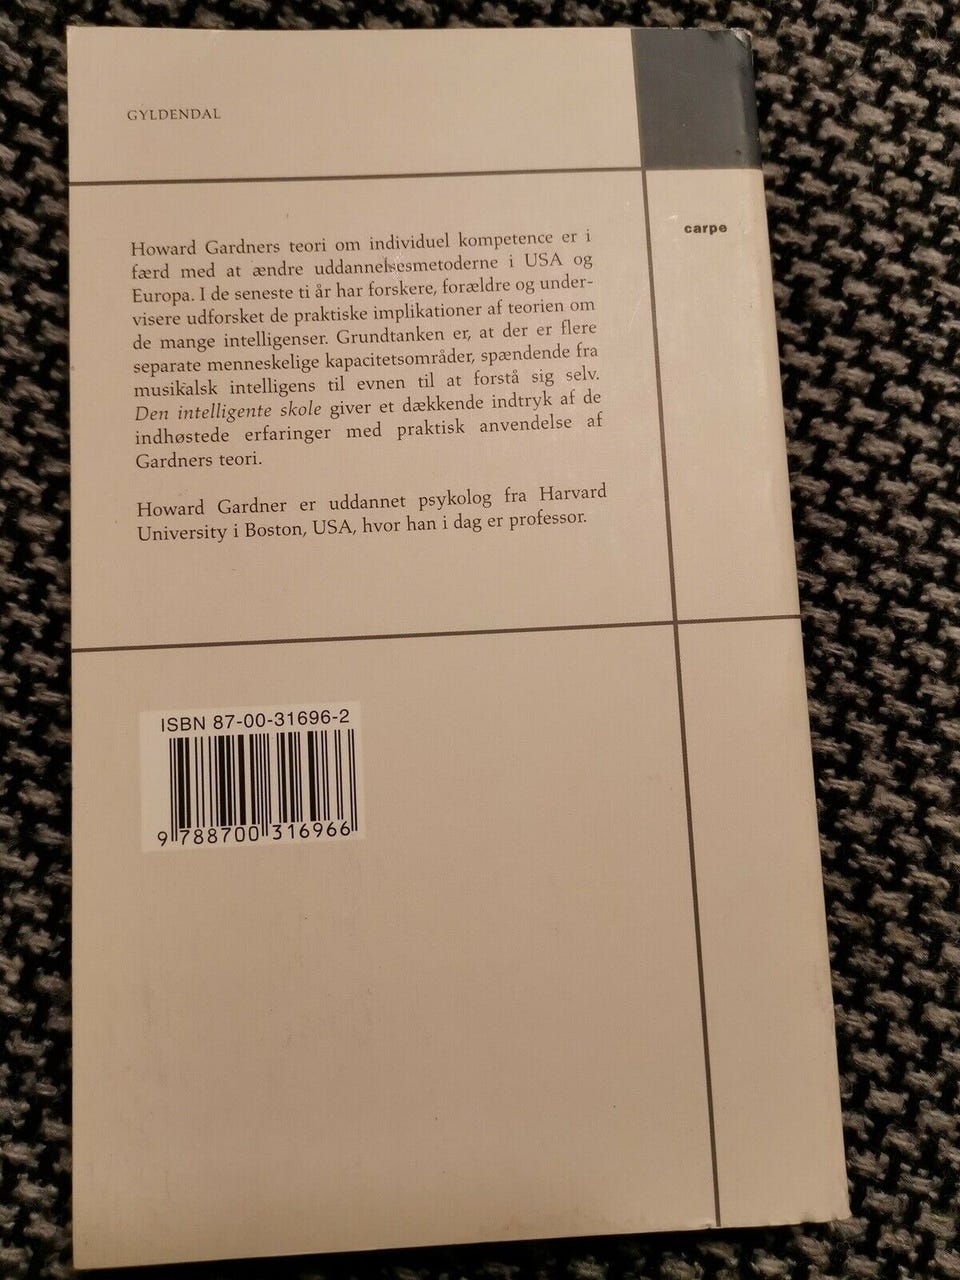 GYLDENDAL
carpe
Howard Gardners teori om individuel kompetence er i
færd med at ændre uddannelsesmetoderne i USA og
Europa. I de seneste ti år har forskere, forældre og under-
visere udforsket de praktiske implikationer af teorien om
de mange intelligenser. Grundtanken er, at der er flere
separate menneskelige kapacitetsområder, spændende fra
musikalsk intelligens til evnen til at forstå sig selv.
Den intelligente skole giver et dækkende indtryk af de
indhøstede erfaringer med praktisk anvendelse af
Gardners teori.
Howard Gardner er uddannet psykolog fra Harvard
University i Boston, USA, hvor han i dag er professor.
ISBN 87-00-31696-2
9 788700 316966